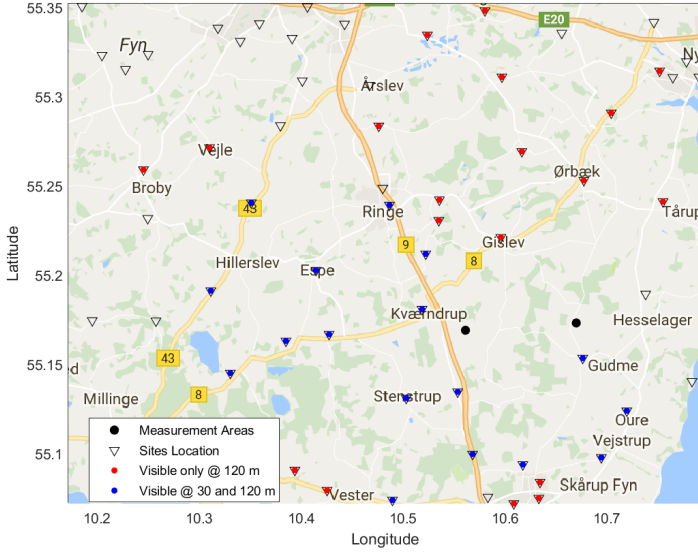 55.35
E20
Fyn
Ny
Årslev
55.3
Vejle
Ørbæk
Broby
55.25
43
Ringe
Tårup
9
Gislev
8
Hillerslev
Espe
55.2
Latitude
Kværndrup
Hesselager
43
55.15
Gudme
ed
8
Stenstrup
Millinge
Oure
Vejstrup
Measurement Areas
Sites Location
Visible only @ 120 m
Visible @ 30 and 120 m
55.1
Skårup Fyn
Vester
10.2
10.3
10.4
10.5
10.6
10.7
Longitude